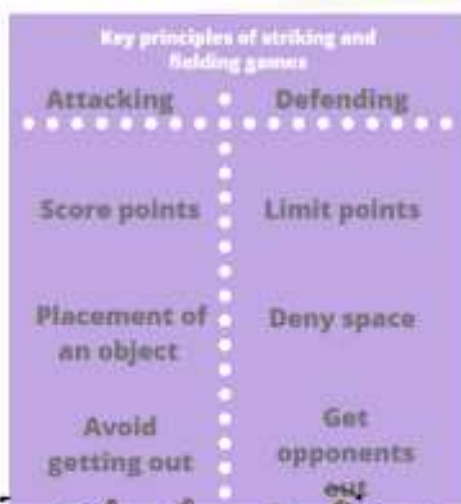 Key principles of striking and
fielding games
Attacking
Defending
Score points
Limit points
Placement of
an object
Deny space
Avoid
getting out
Get
opponents
out